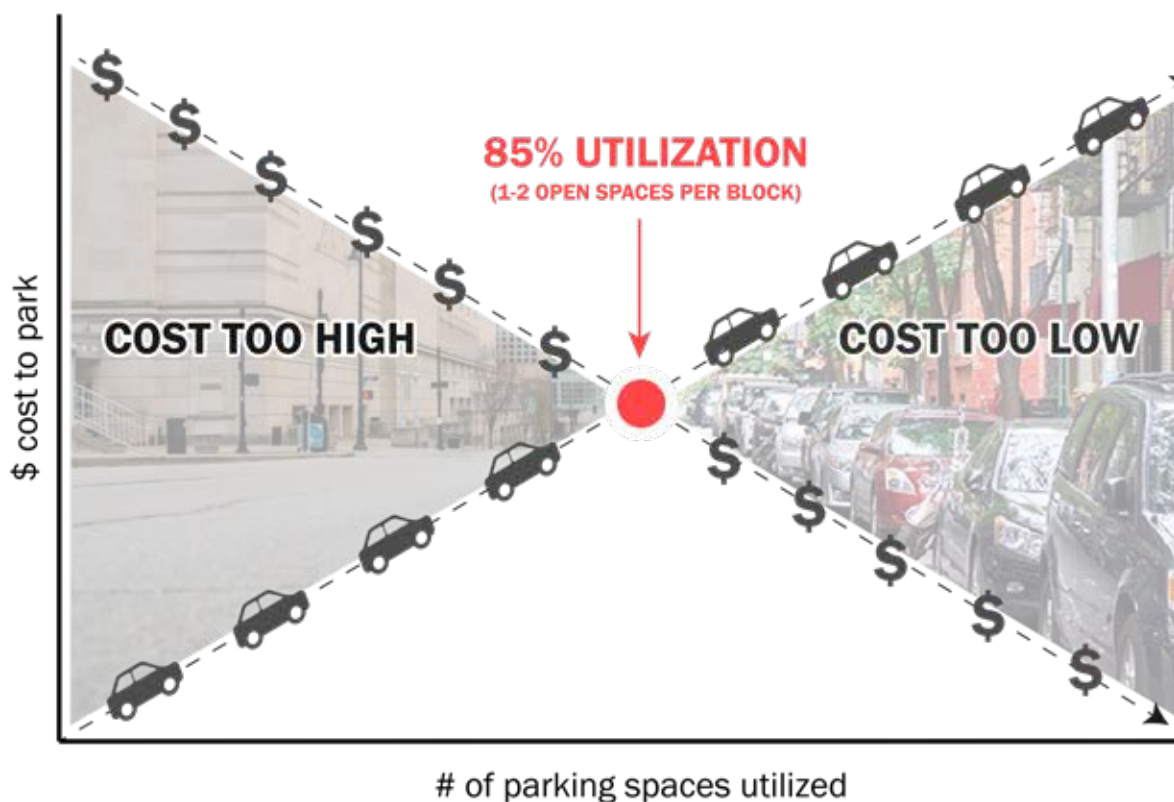 85% UTILIZATION
(1-2 OPEN SPACES PER BLOCK)
COST TOO HIGH
COST TOO LOW
$ cost to park
# of parking spaces utilized
$
$
$
$
$
$
$
$
$
$
$